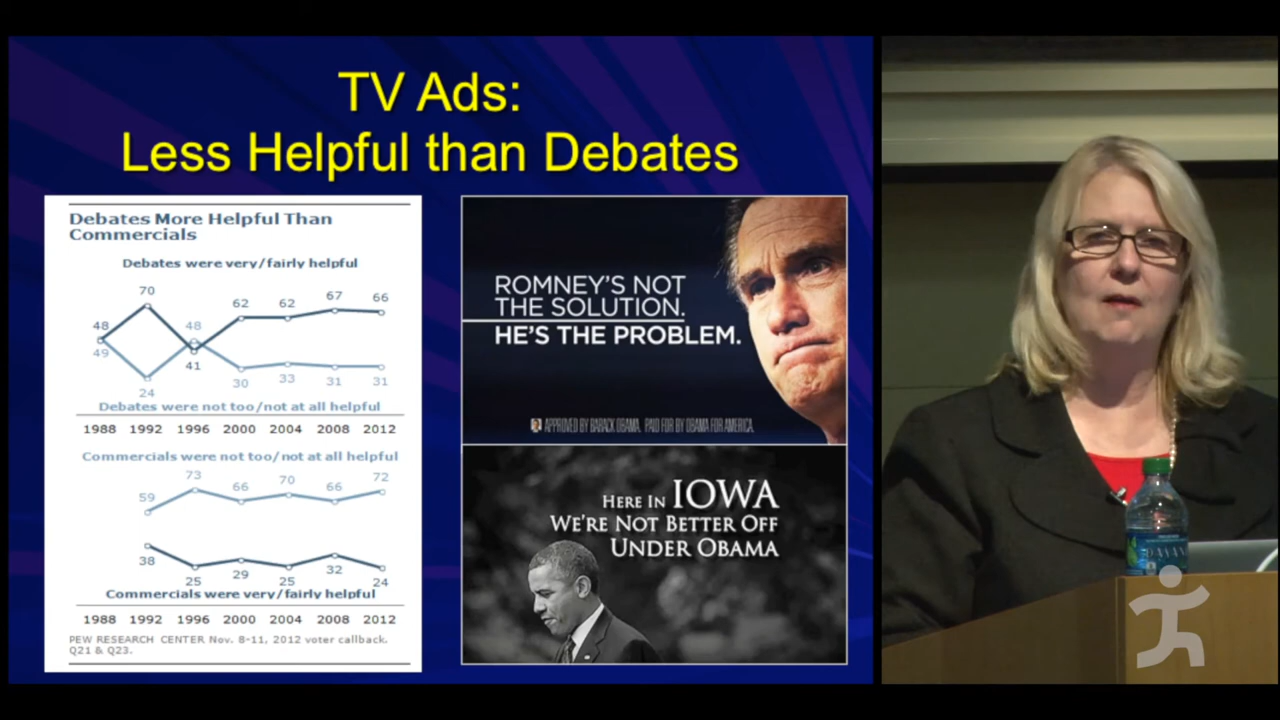 TV Ads:
Less Helpful than Debates
Debates More Helpful Than
Commercials
Debates were very/fairly helpful
70
62 62 67 66
48 48
49 41
30 33 31 31
24
Debates were not too/not at all helpful
1988 1992 1996 2000 2004 2008 2012
Commercials were not too/not at all helpful
59 73 66 70 66 72
38 25 29 25 32 24
Commercials were very/fairly helpful
1988 1992 1996 2000 2004 2008 2012
PEW RESEARCH CENTER Nov. 8-11, 2012 voter callback.
Q21 & Q23.
ROMNEY'S NOT
THE SOLUTION.
HE'S THE PROBLEM.
APPROVED BY BARACK OBAMA. PAID FOR BY OBAMA FOR AMERICA.
HERE IN IOWA
WE'RE NOT BETTER OFF
UNDER OBAMA
DASANI